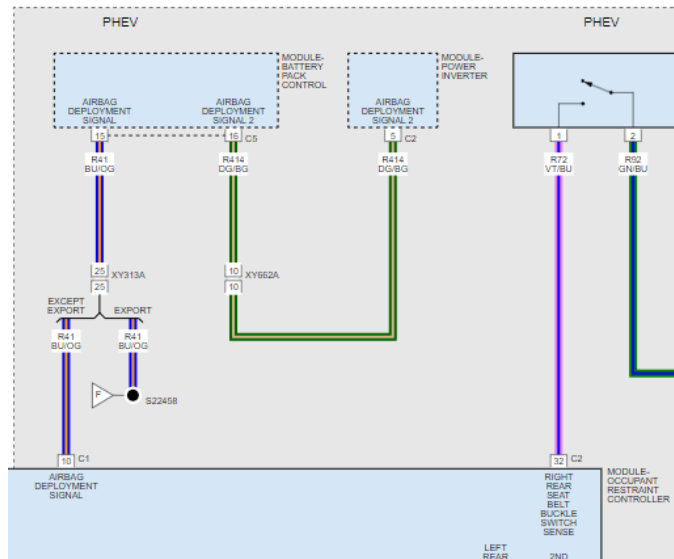 PHEV
PHEV
MODULE-
BATTERY
PACK
CONTROL
MODULE-
POWER
INVERTER
AIRBAG
DEPLOYMENT
SIGNAL
AIRBAG
DEPLOYMENT
SIGNAL 2
AIRBAG
DEPLOYMENT
SIGNAL 2
15
16
C5
5
C2
1
2
R41
BU/OG
R414
DG/BG
R414
DG/BG
R72
VT/BU
R92
GN/BU
25
XY313A
25
10
XY662A
10
EXCEPT
EXPORT
EXPORT
R41
BU/OG
R41
BU/OG
F
S22458
10
C1
32
C2
AIRBAG
DEPLOYMENT
SIGNAL
RIGHT
REAR
SEAT
BELT
BUCKLE
SWITCH
SENSE
MODULE-
OCCUPANT
RESTRAINT
CONTROLLER
LEFT
REAR
2ND